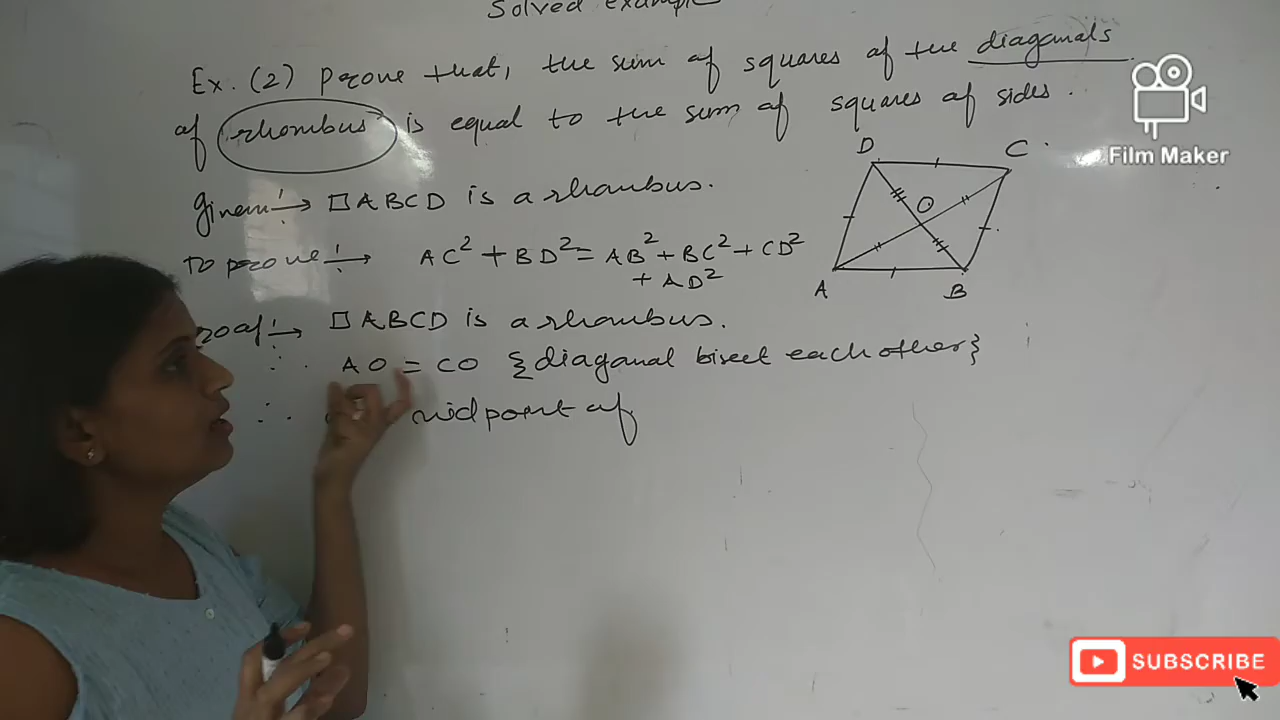 Solved example
Ex. (2) prove that, the sum of squares of the diaganals
of rhombus is equal to the sum of squares of sides.
given:→ □ABCD is a rhombus.
To prove:→ AC² + BD² = AB² + BC² + CD²
+ AD²
→ □ABCD is a rhombus.
∴ AO = CO {diaganal bisect each other}
∴ midpoint of
D C
O
A B
Film Maker
SUBSCRIBE